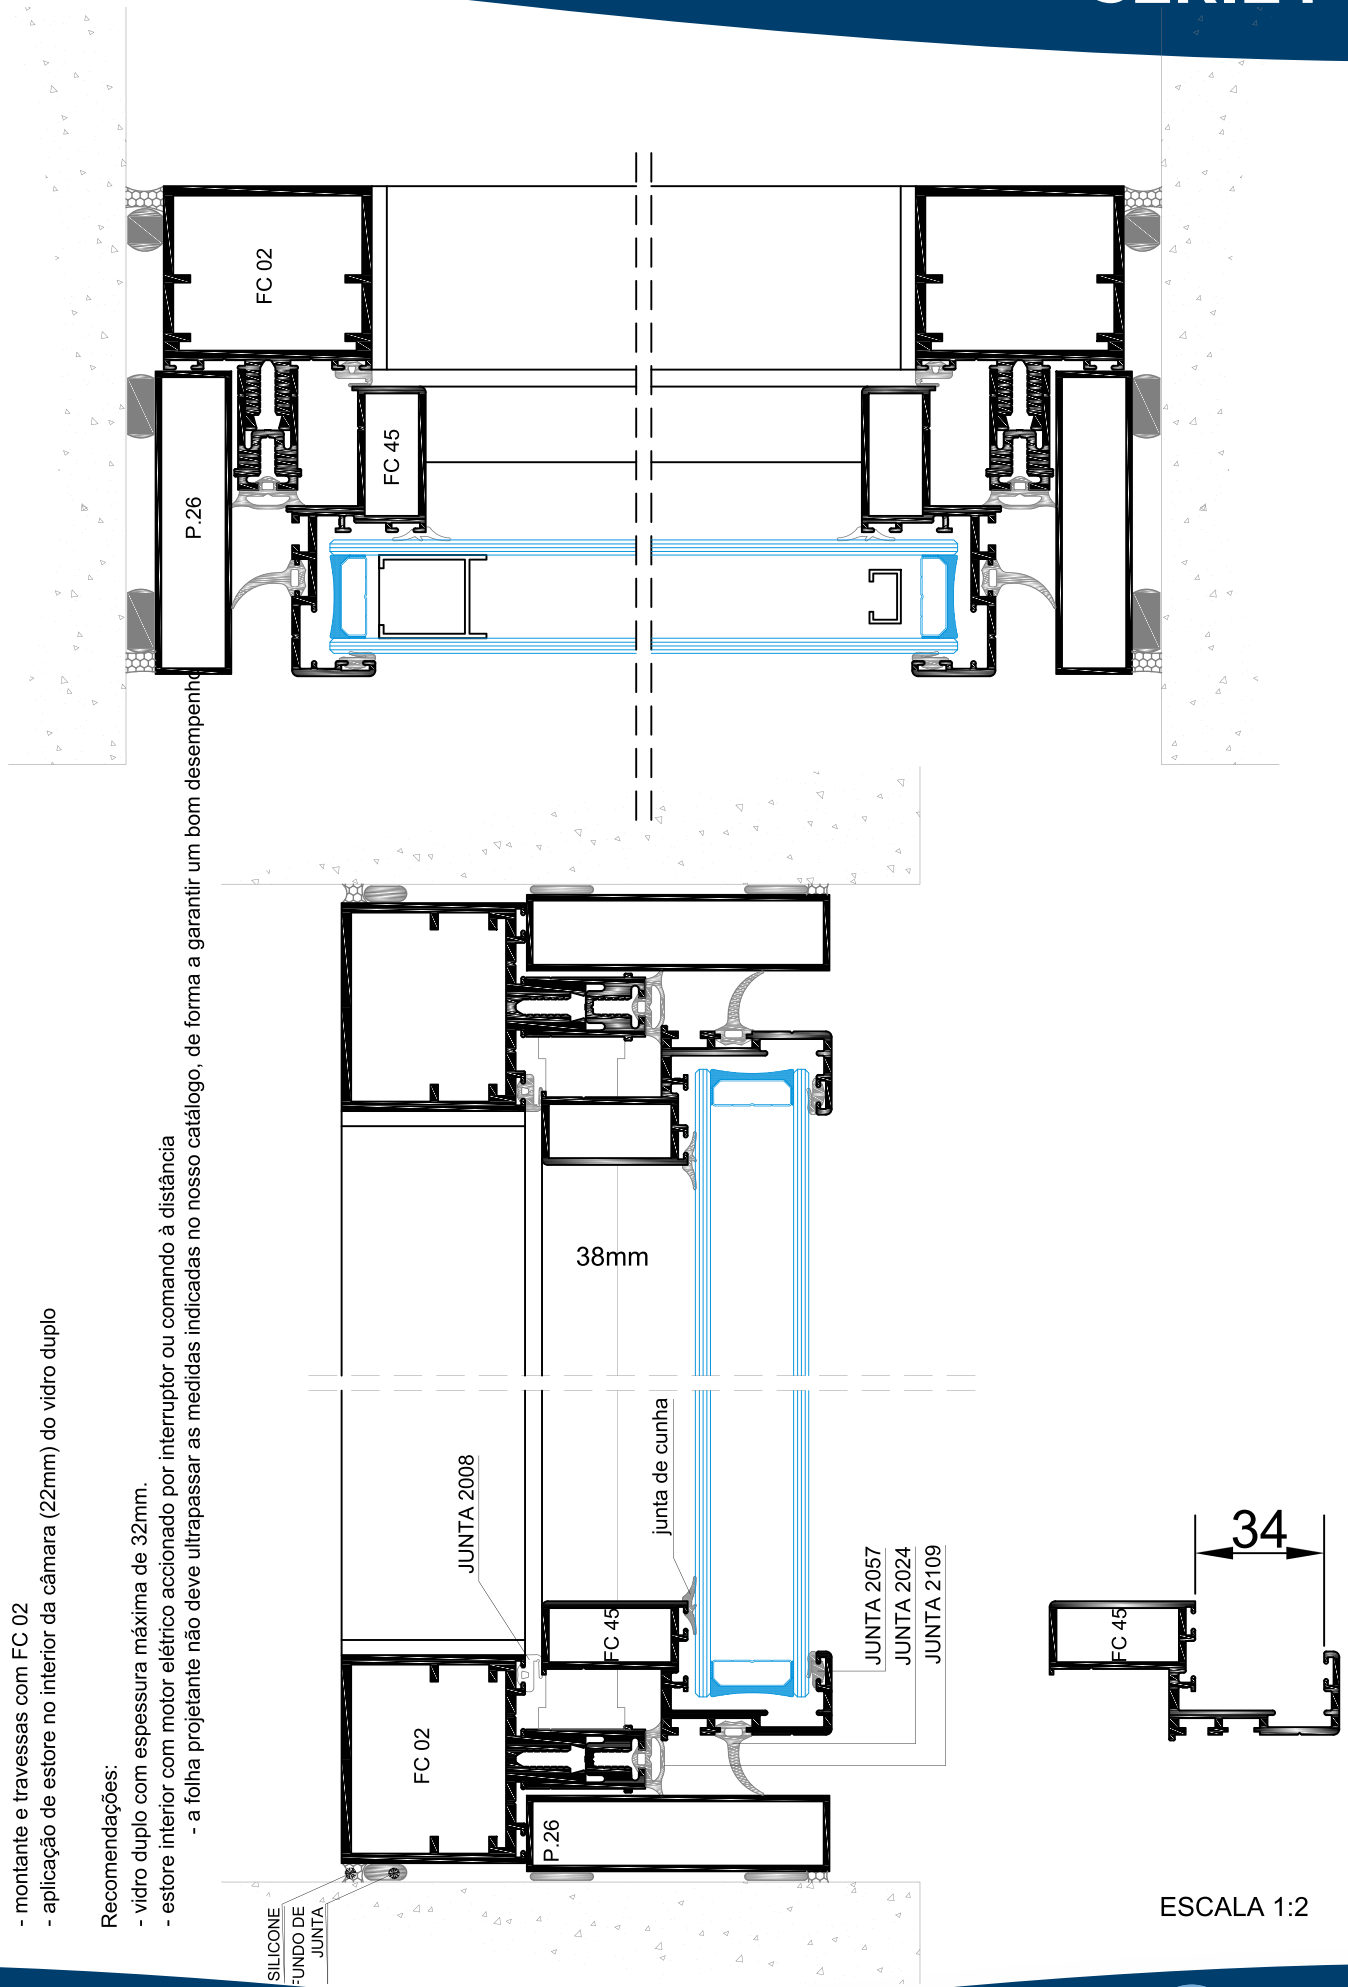 - montante e travessas com FC 02
- aplicação de estore no interior da câmara (22mm) do vidro duplo
Recomendações:
- vidro duplo com espessura máxima de 32mm.
- estore interior com motor elétrico accionado por interruptor ou comando à distância
- a folha projetante não deve ultrapassar as medidas indicadas no nosso catálogo, de forma a garantir um bom desempenho
FC 02
FC 45
P.26
38mm
JUNTA 2008
junta de cunha
FC 45
JUNTA 2057
JUNTA 2024
JUNTA 2109
FC 02
P.26
SILICONE
FUNDO DE
JUNTA
34
FC 45
ESCALA 1:2